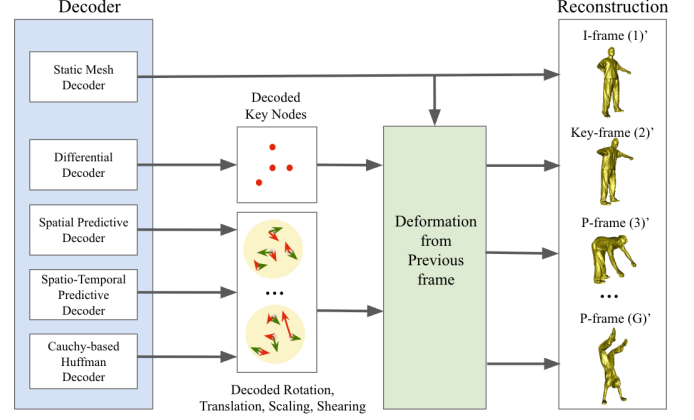 Decoder
Reconstruction
Static Mesh
Decoder
Differential
Decoder
Spatial Predictive
Decoder
Spatio-Temporal
Predictive
Decoder
Cauchy-based
Huffman
Decoder
Decoded
Key Nodes
...
Decoded Rotation,
Translation, Scaling, Shearing
Deformation
from
Previous
frame
I-frame (1)’
Key-frame (2)’
P-frame (3)’
...
P-frame (G)’